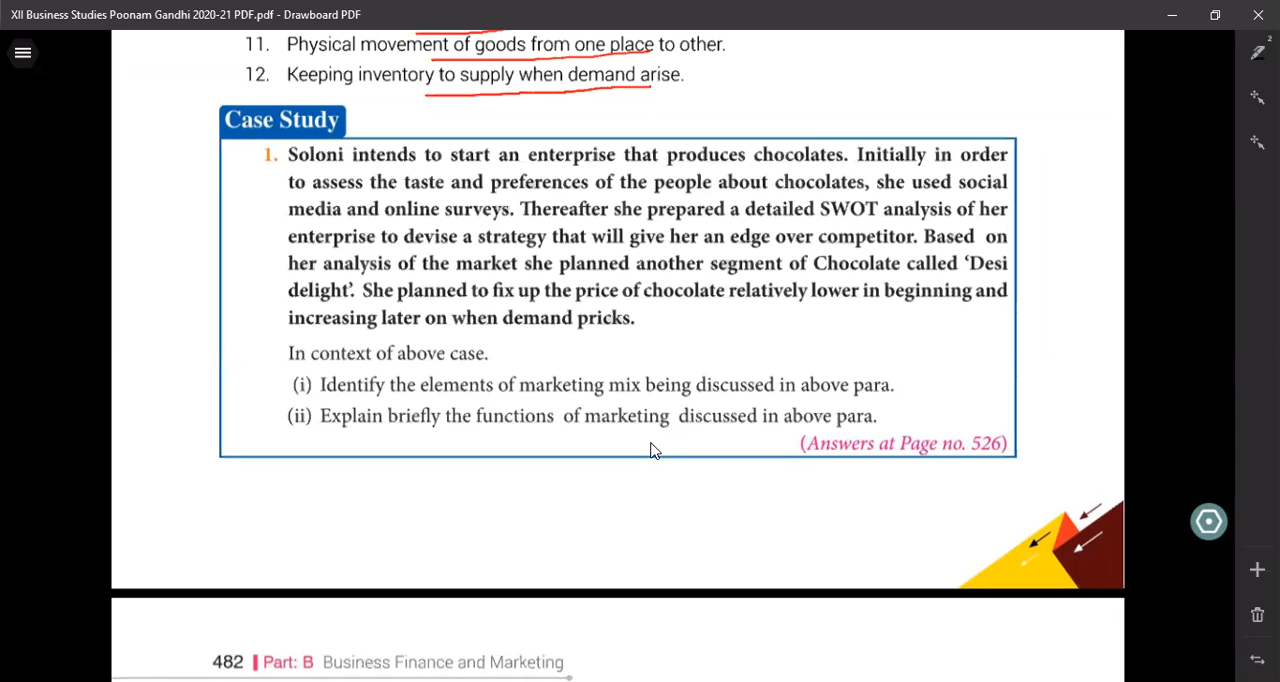 XII Business Studies Poonam Gandhi 2020-21 PDF.pdf - Drawboard PDF
2
11. Physical movement of goods from one place to other.
12. Keeping inventory to supply when demand arise.
Case Study
1. Soloni intends to start an enterprise that produces chocolates. Initially in order
to assess the taste and preferences of the people about chocolates, she used social
media and online surveys. Thereafter she prepared a detailed SWOT analysis of her
enterprise to devise a strategy that will give her an edge over competitor. Based on
her analysis of the market she planned another segment of Chocolate called ‘Desi
delight’. She planned to fix up the price of chocolate relatively lower in beginning and
increasing later on when demand pricks.
In context of above case.
(i) Identify the elements of marketing mix being discussed in above para.
(ii) Explain briefly the functions of marketing discussed in above para.
(Answers at Page no. 526)
482 Part: B Business Finance and Marketing